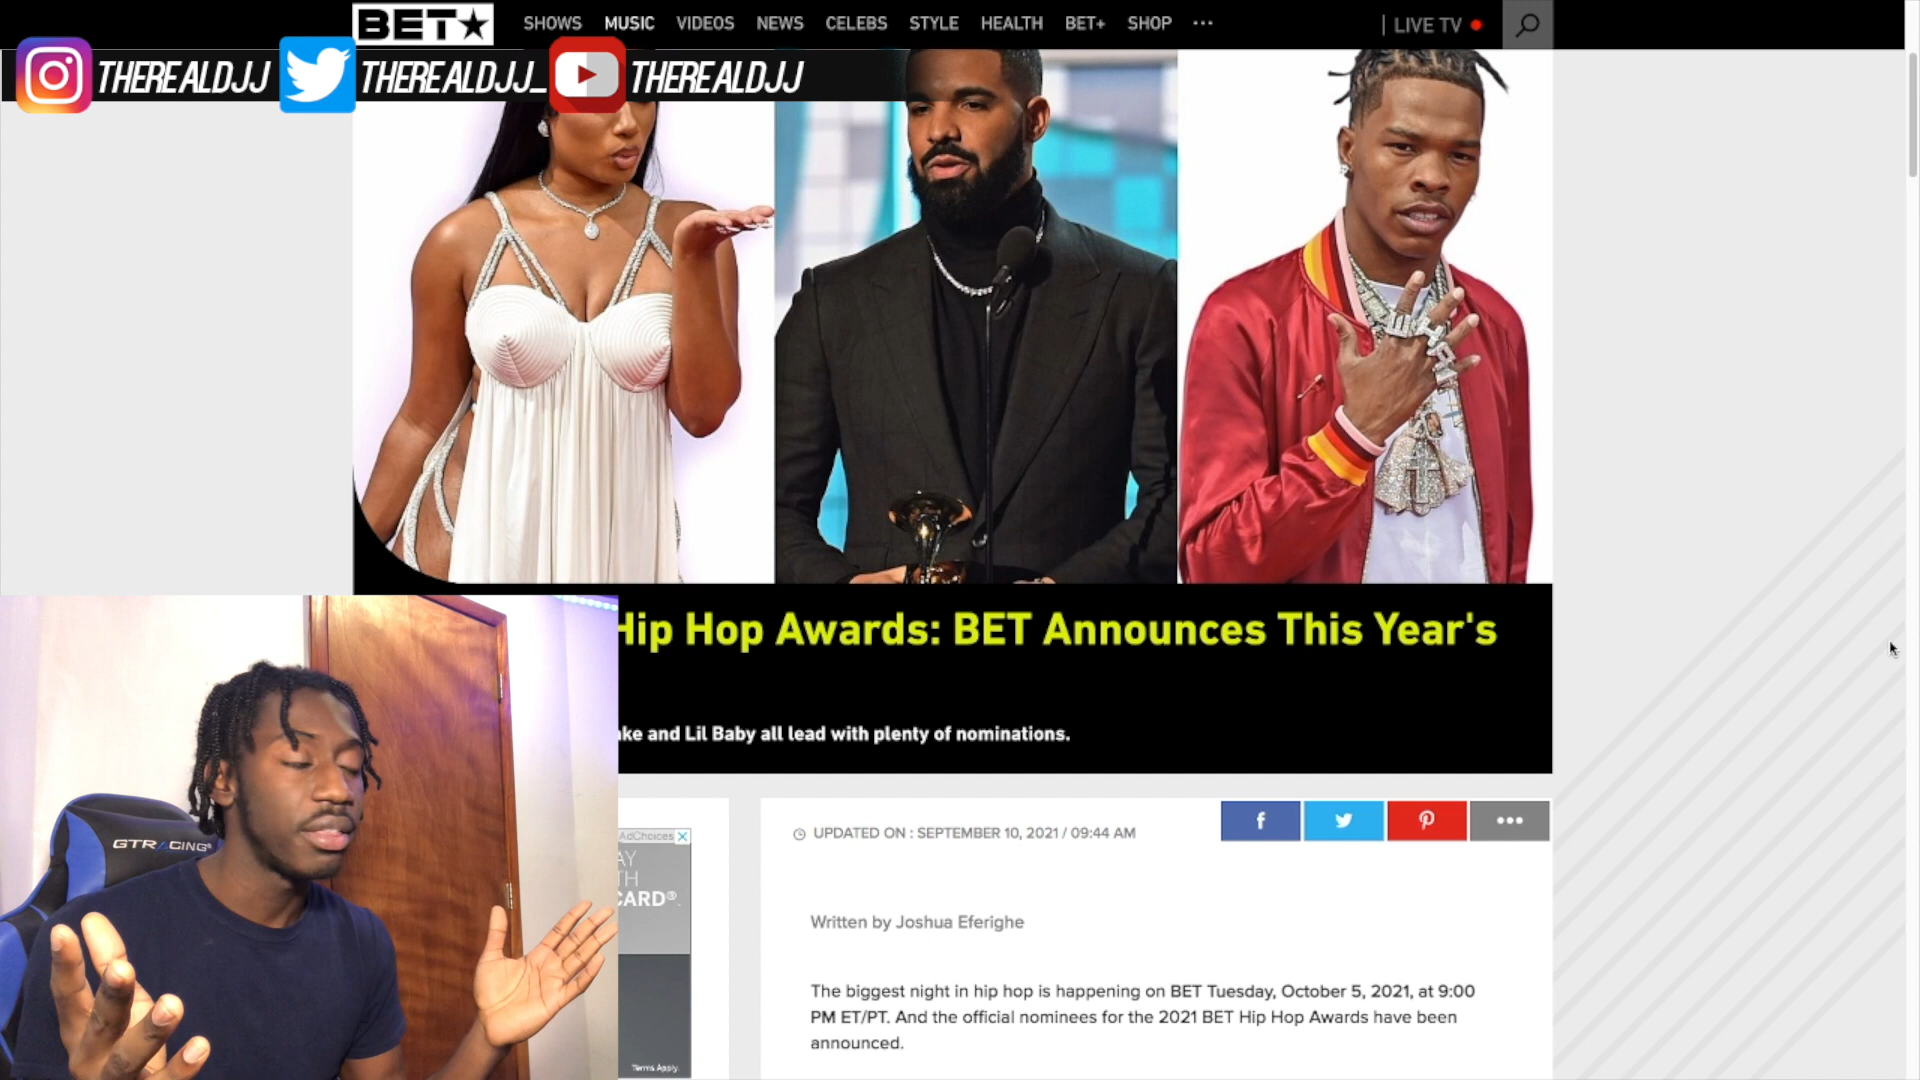 BET★
SHOWS MUSIC VIDEOS NEWS CELEBS STYLE HEALTH BET+ SHOP ••• | LIVE TV
THEREALDJJ THEREALDJJ_ THEREALDJJ
Hip Hop Awards: BET Announces This Year's
and Lil Baby all lead with plenty of nominations.
GTRACING
AdChoices
CARD®.
Terms Apply.
UPDATED ON : SEPTEMBER 10, 2021 / 09:44 AM
Written by Joshua Eferighe
The biggest night in hip hop is happening on BET Tuesday, October 5, 2021, at 9:00
PM ET/PT. And the official nominees for the 2021 BET Hip Hop Awards have been
announced.